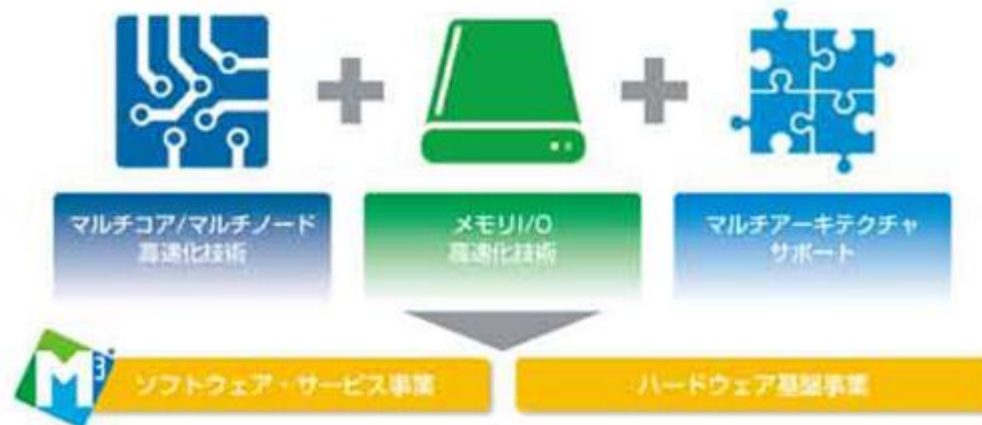 マルチコア/マルチノード
高速化技術
メモリI/O
高速化技術
マルチアーキテクチャ
サポート
M3
ソフトウェア・サービス事業
ハードウェア基盤事業